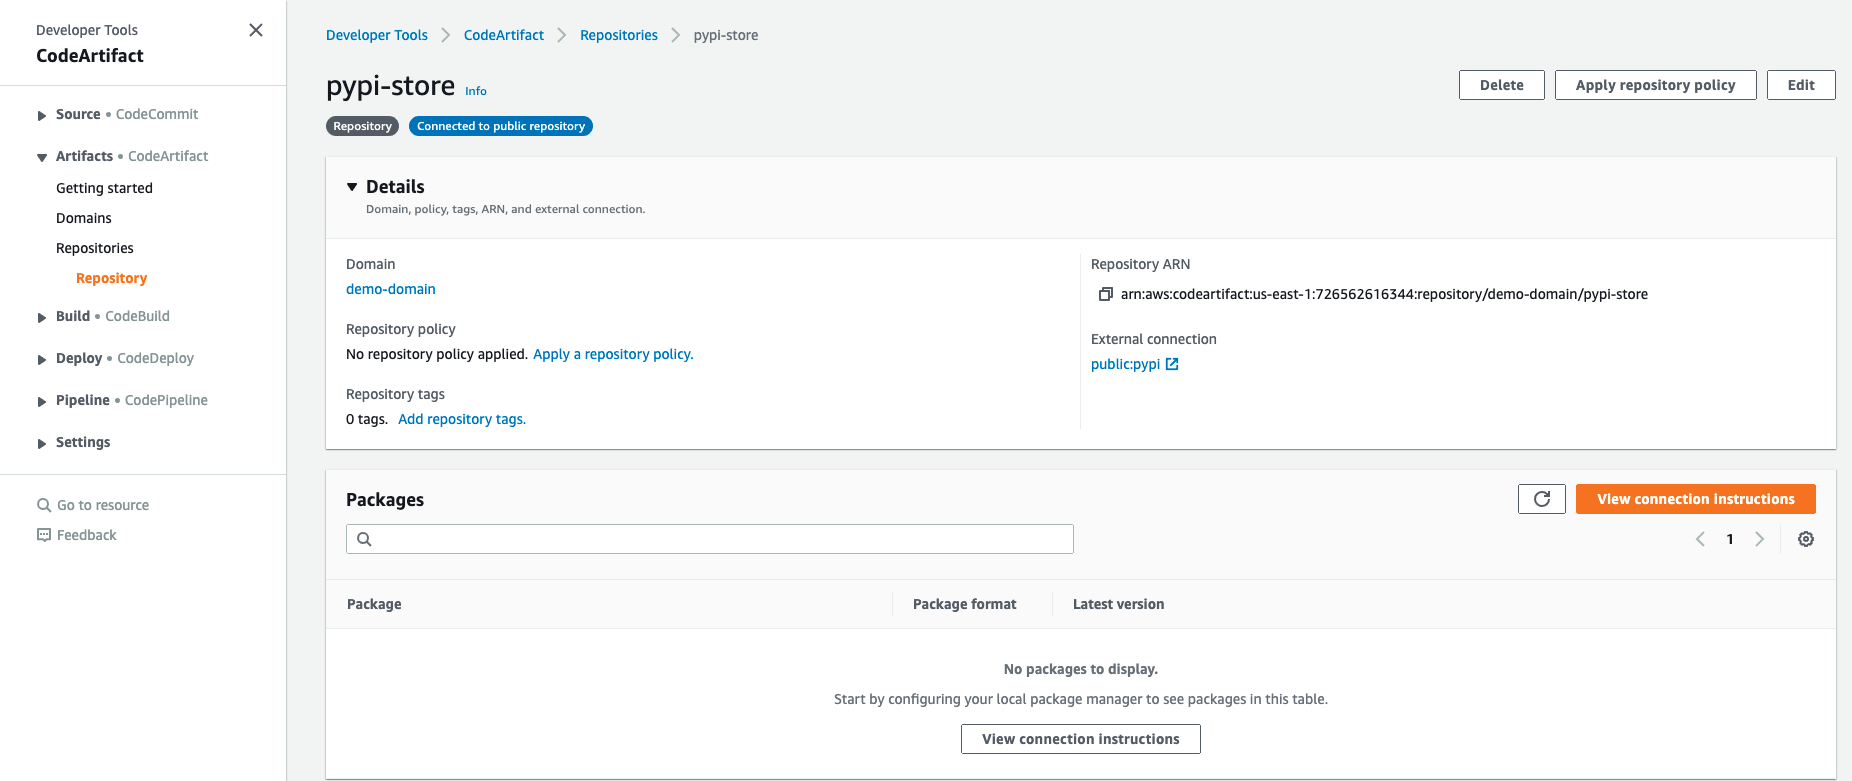 Developer Tools
CodeArtifact
Source • CodeCommit
Artifacts • CodeArtifact
Getting started
Domains
Repositories
Repository
Build • CodeBuild
Deploy • CodeDeploy
Pipeline • CodePipeline
Settings
Go to resource
Feedback
Developer Tools > CodeArtifact > Repositories > pypi-store
pypi-store Info
Delete
Apply repository policy
Edit
Repository
Connected to public repository
Details
Domain, policy, tags, ARN, and external connection.
Domain
demo-domain
Repository policy
No repository policy applied. Apply a repository policy.
Repository tags
0 tags. Add repository tags.
Repository ARN
arn:aws:codeartifact:us-east-1:726562616344:repository/demo-domain/pypi-store
External connection
public:pypi
Packages
View connection instructions
1
Package
Package format
Latest version
No packages to display.
Start by configuring your local package manager to see packages in this table.
View connection instructions